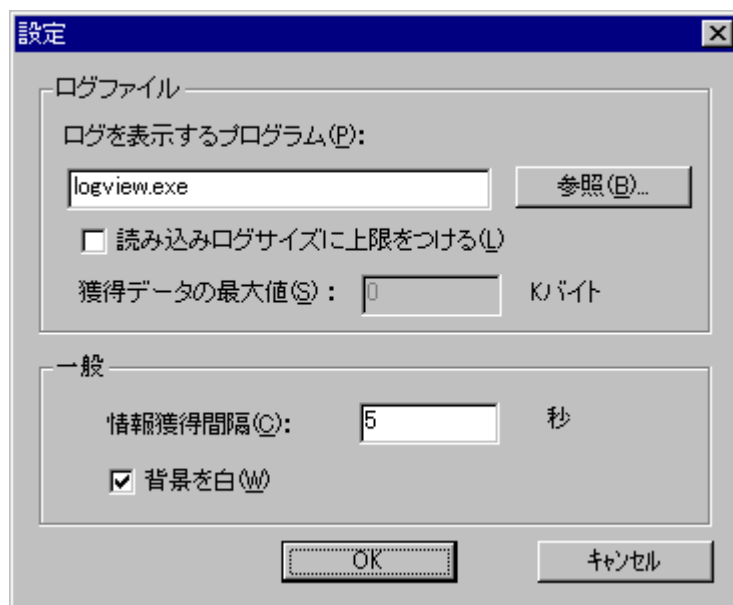 設定
ログファイル
ログを表示するプログラム(P):
logview.exe 参照(B)...
読み込みログサイズに上限をつける(L)
獲得データの最大値(S) : 0 Kバイト
一般
情報獲得間隔(C): 5 秒
背景を白(W)
OK キャンセル